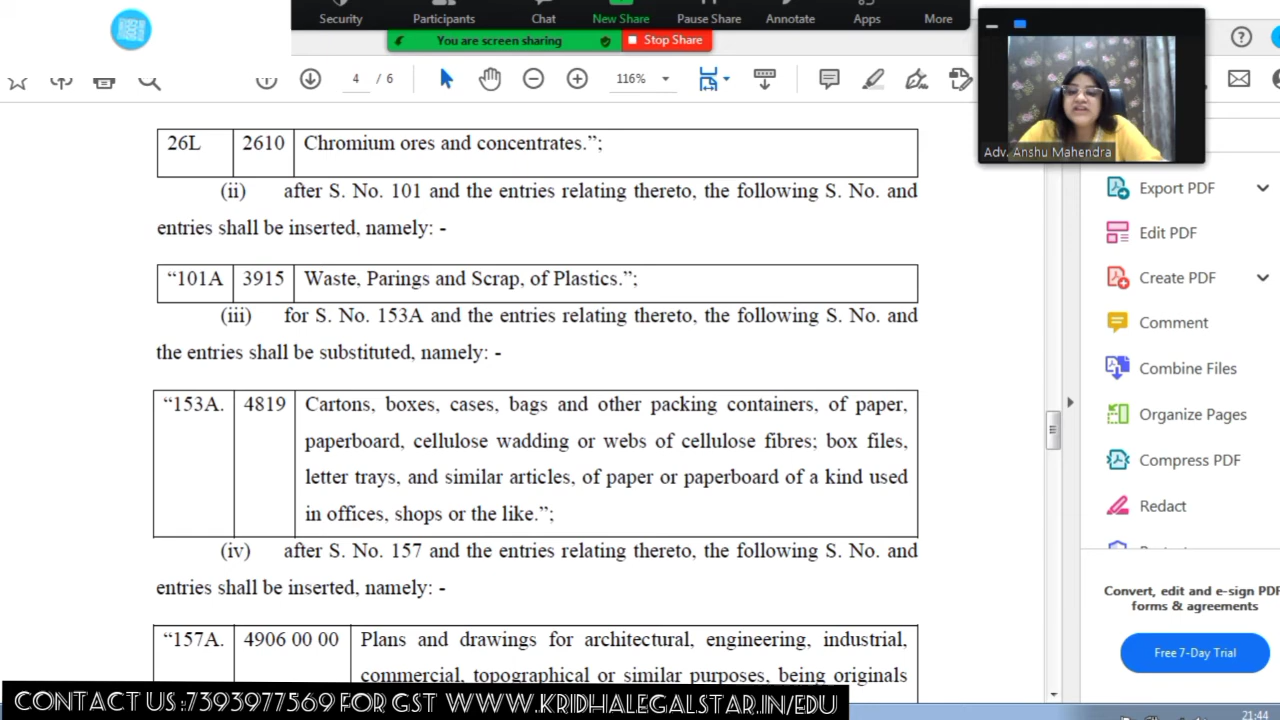 Security Participants Chat New Share Pause Share Annotate Apps More
You are screen sharing Stop Share
4 / 6 116%
Adv. Anshu Mahendra
26L 2610 Chromium ores and concentrates.”;
(ii) after S. No. 101 and the entries relating thereto, the following S. No. and
entries shall be inserted, namely: -
“101A 3915 Waste, Parings and Scrap, of Plastics.”;
(iii) for S. No. 153A and the entries relating thereto, the following S. No. and
the entries shall be substituted, namely: -
“153A. 4819 Cartons, boxes, cases, bags and other packing containers, of paper,
paperboard, cellulose wadding or webs of cellulose fibres; box files,
letter trays, and similar articles, of paper or paperboard of a kind used
in offices, shops or the like.”;
(iv) after S. No. 157 and the entries relating thereto, the following S. No. and
entries shall be inserted, namely: -
“157A. 4906 00 00 Plans and drawings for architectural, engineering, industrial,
commercial, topographical or similar purposes, being originals
Export PDF
Edit PDF
Create PDF
Comment
Combine Files
Organize Pages
Compress PDF
Redact
Convert, edit and e-sign PDF
forms & agreements
Free 7-Day Trial
CONTACT US :7393977569 FOR GST WWW.KRIDHALEGALSTAR.IN/EDU
21:44